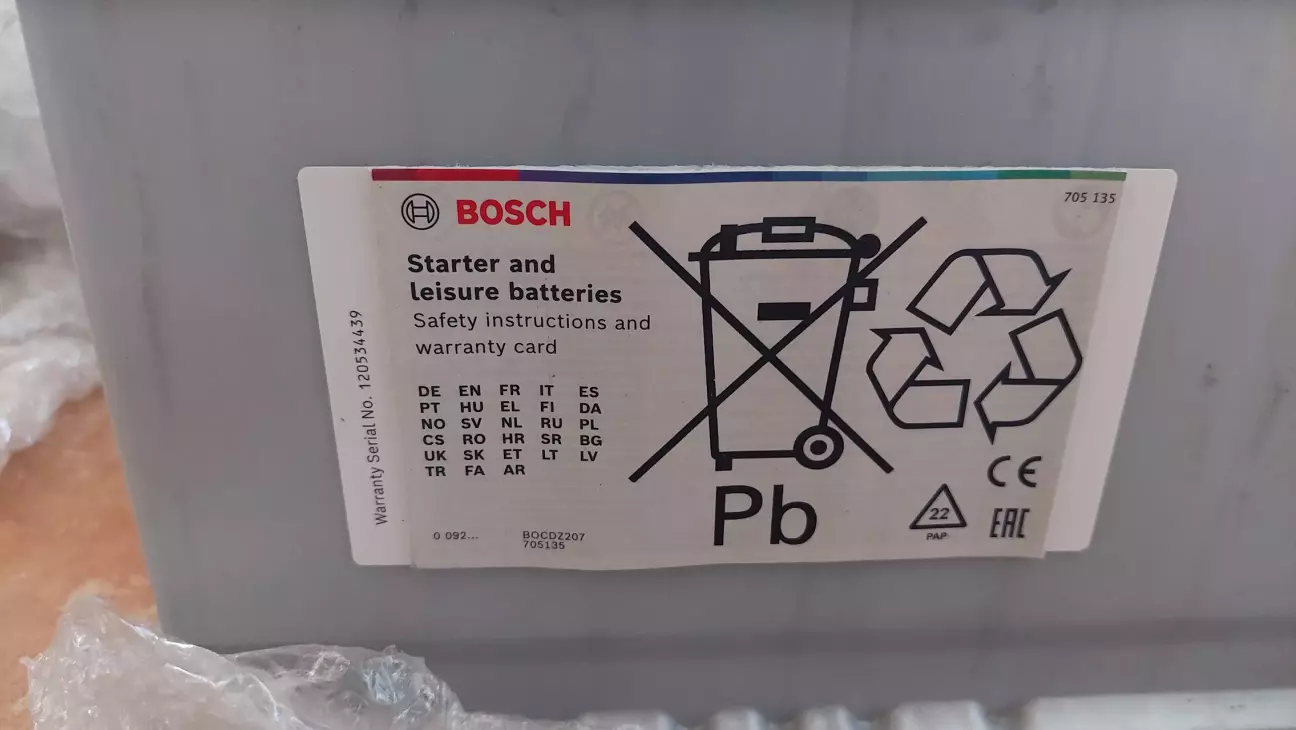 Warranty Serial No. 120534439
BOSCH
705 135
Starter and
leisure batteries
Safety instructions and
warranty card
DE EN FR IT ES
PT HU EL FI DA
NO SV NL RU PL
CS RO HR SR BG
UK SK ET LT LV
TR FA AR
0 092...
BOCDZ207
705135
Pb
22
PAP
CE
EAC